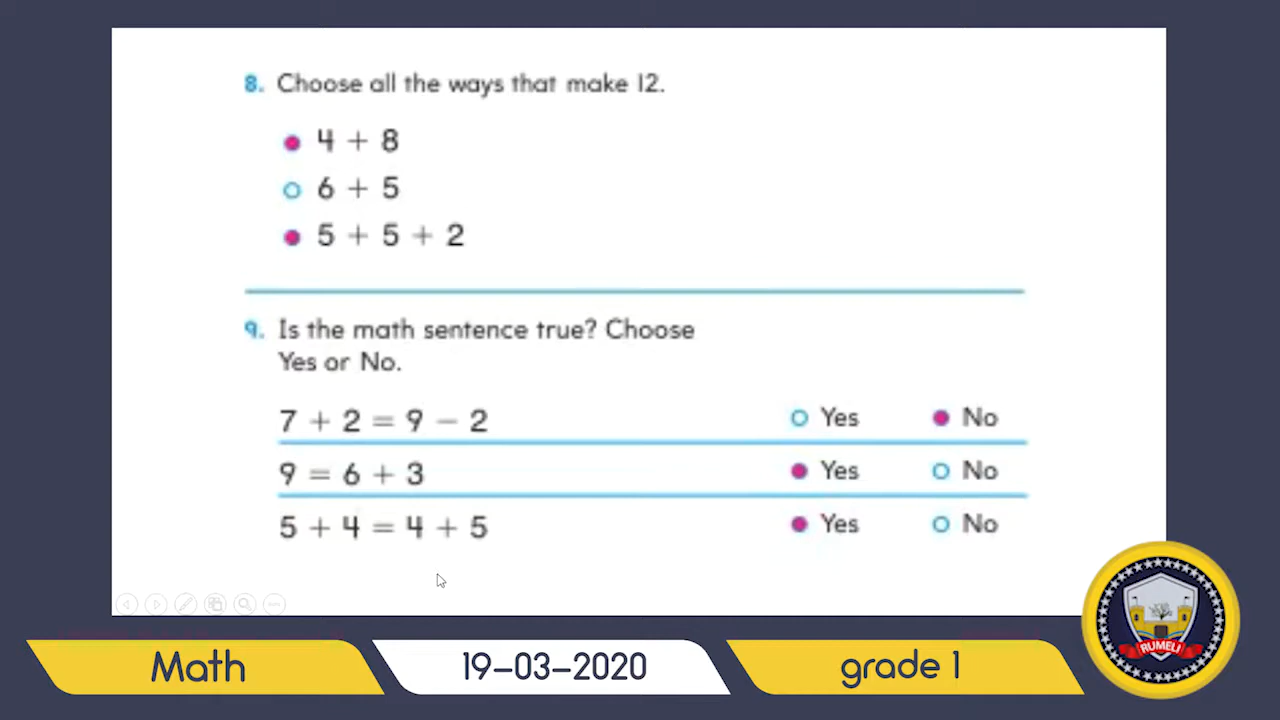 8. Choose all the ways that make 12.
4 + 8
6 + 5
5 + 5 + 2
9. Is the math sentence true? Choose
Yes or No.
7 + 2 = 9 − 2 Yes No
9 = 6 + 3 Yes No
5 + 4 = 4 + 5 Yes No
RUMELI
Math 19-03-2020 grade 1